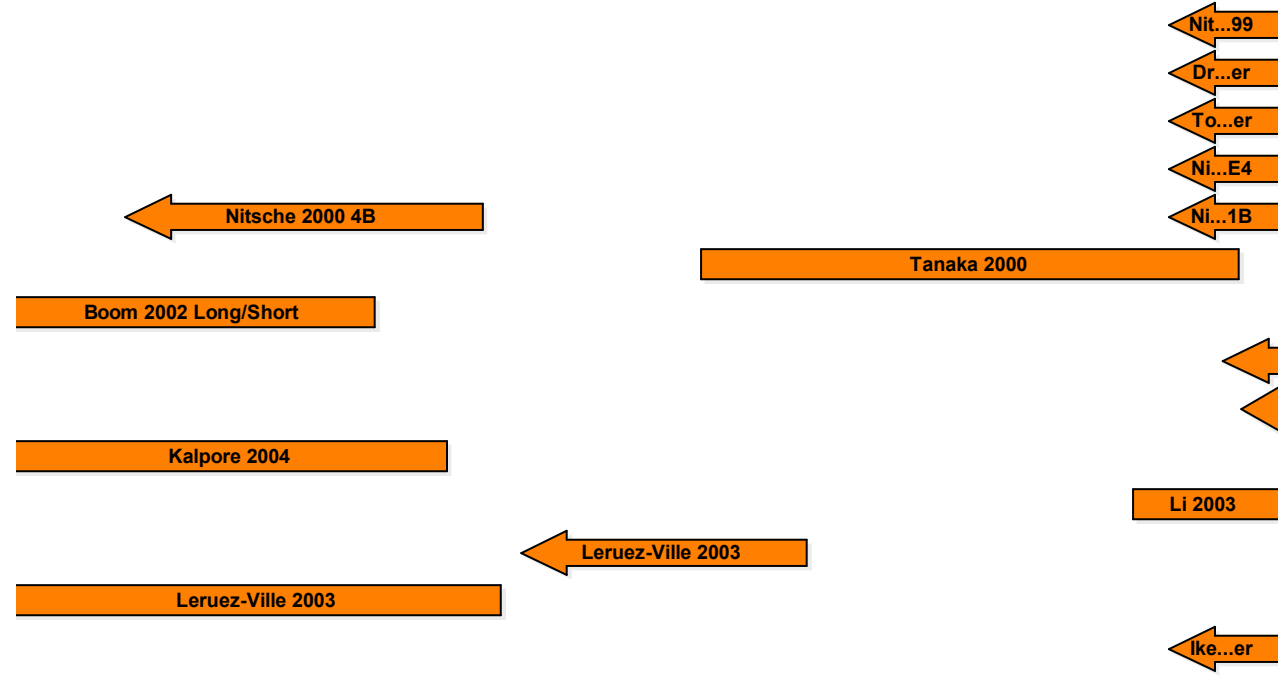 Nit...99
Dr...er
To...er
Ni...E4
Nitsche 2000 4B
Ni...1B
Tanaka 2000
Boom 2002 Long/Short
Kalpore 2004
Li 2003
Leruez-Ville 2003
Leruez-Ville 2003
Ike...er